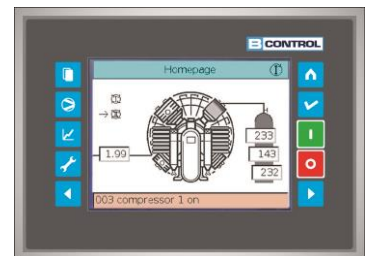 B CONTROL
Homepage
233
1.99
143
232
003 compressor 1 on